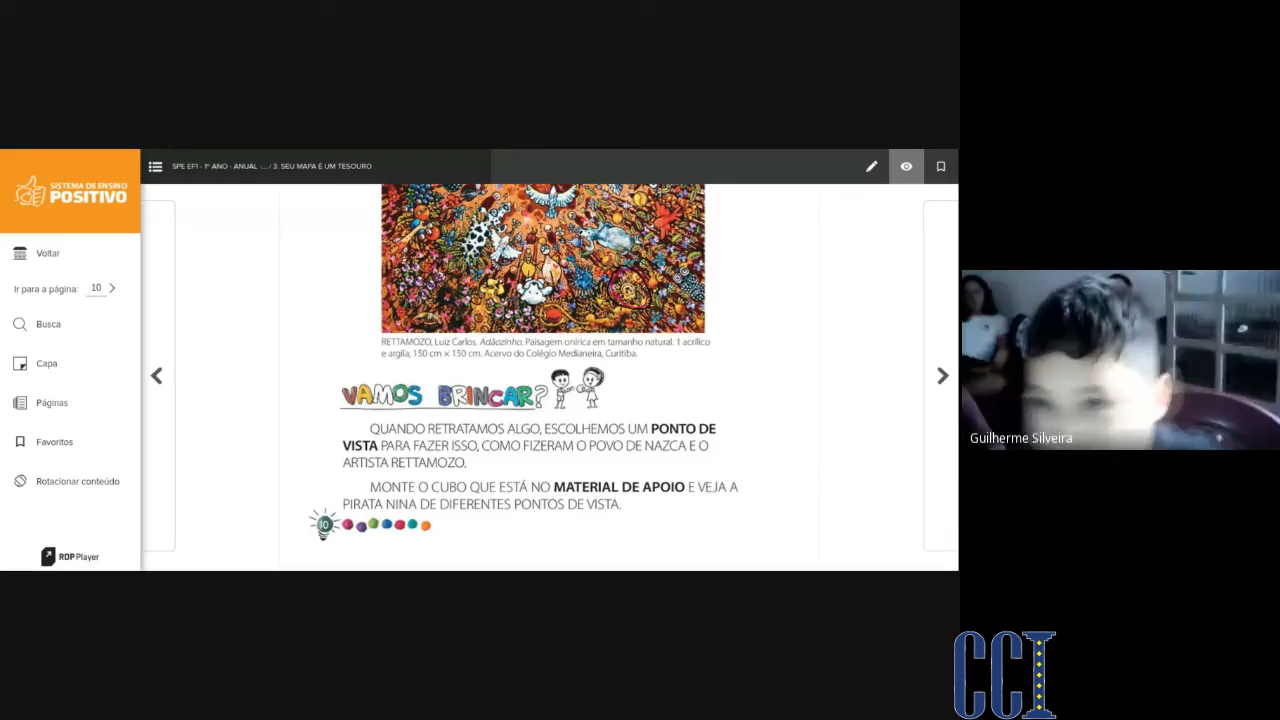 SISTEMA DE ENSINO
POSITIVO
SPE EF1 - 1º ANO - ANUAL -... / 3. SEU MAPA É UM TESOURO
Voltar
Ir para a página: 10
Busca
Capa
Páginas
Favoritos
Rotacionar conteúdo
RDP Player
RETTAMOZO, Luiz Carlos. Adãozinho. Paisagem onírica em tamanho natural. 1 acrílico
e argila, 150 cm × 150 cm. Acervo do Colégio Medianeira, Curitiba.
VAMOS BRINCAR?
QUANDO RETRATAMOS ALGO, ESCOLHEMOS UM PONTO DE
VISTA PARA FAZER ISSO, COMO FIZERAM O POVO DE NAZCA E O
ARTISTA RETTAMOZO.
MONTE O CUBO QUE ESTÁ NO MATERIAL DE APOIO E VEJA A
PIRATA NINA DE DIFERENTES PONTOS DE VISTA.
10
Guilherme Silveira
CCI